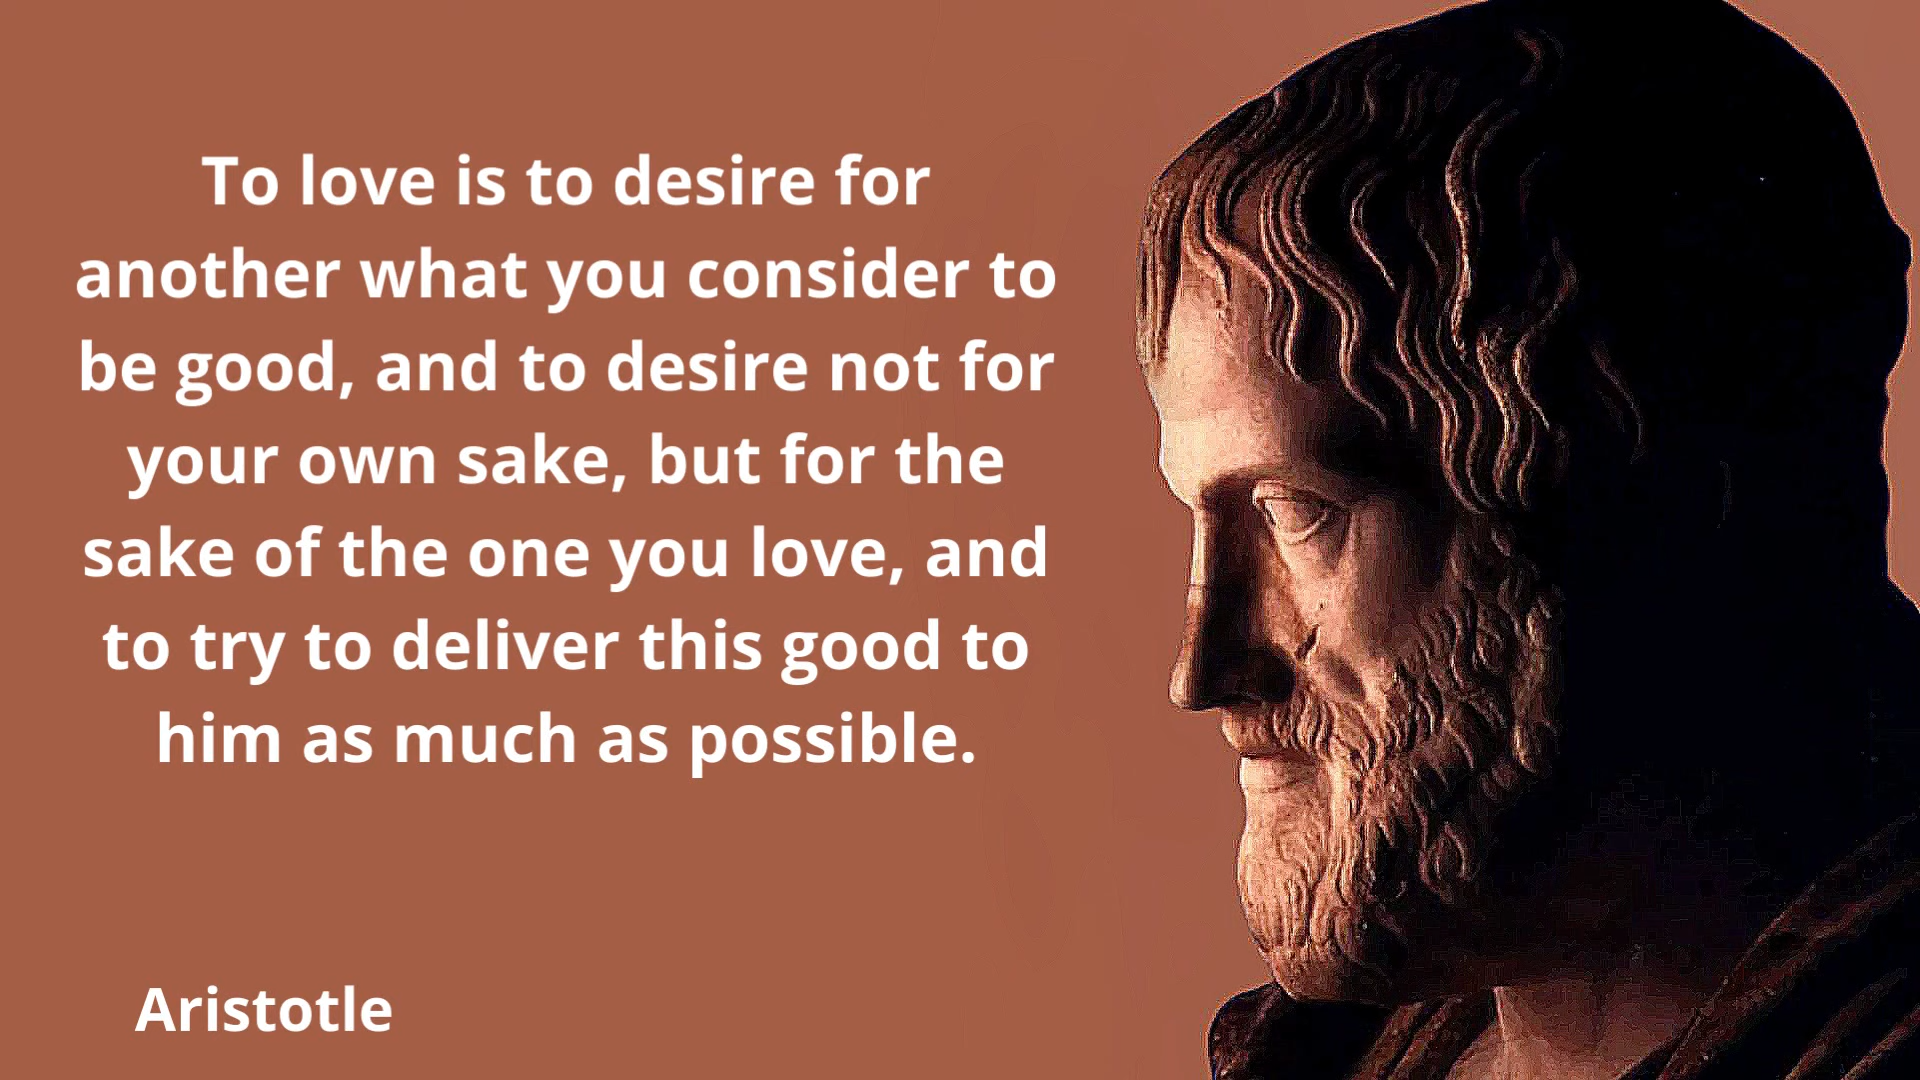 To love is to desire for
another what you consider to
be good, and to desire not for
your own sake, but for the
sake of the one you love, and
to try to deliver this good to
him as much as possible.
Aristotle